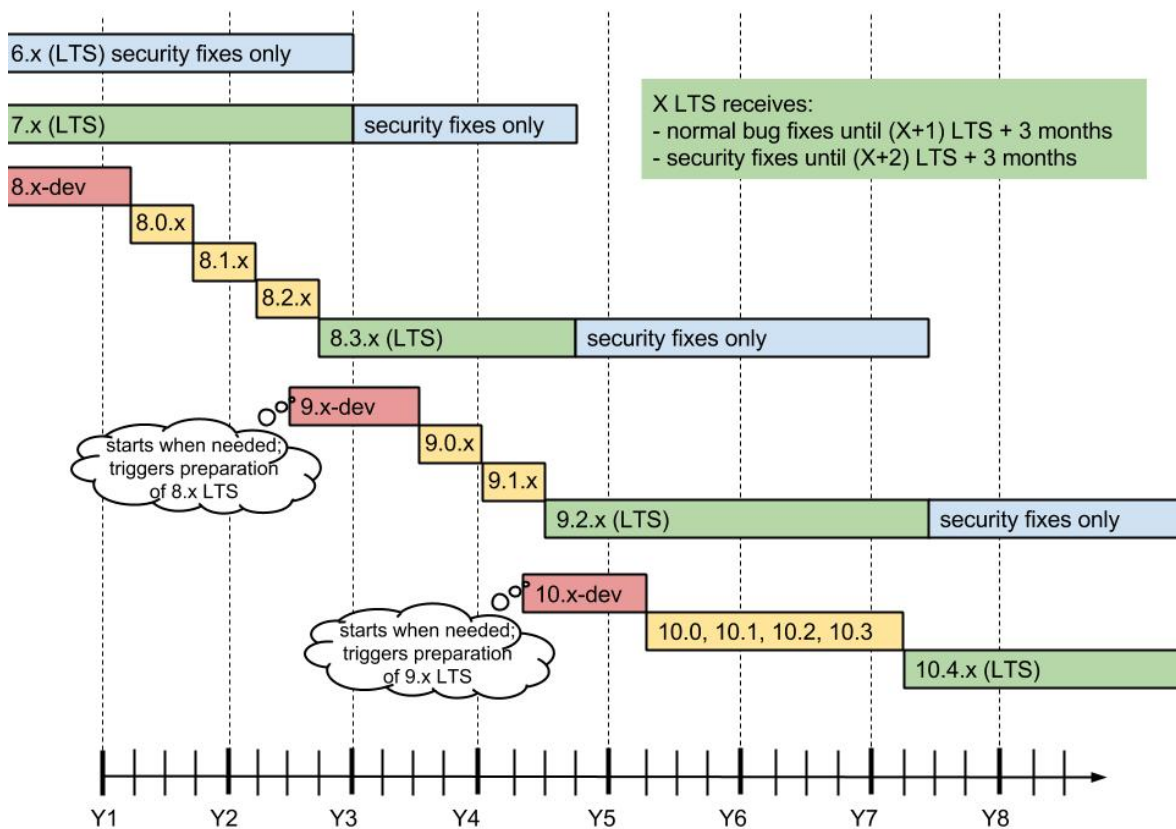 6.x (LTS) security fixes only
X LTS receives:
- normal bug fixes until (X+1) LTS + 3 months
- security fixes until (X+2) LTS + 3 months
7.x (LTS)
security fixes only
8.x-dev
8.0.x
8.1.x
8.2.x
8.3.x (LTS)
security fixes only
9.x-dev
starts when needed;
triggers preparation
of 8.x LTS
9.0.x
9.1.x
9.2.x (LTS)
security fixes only
10.x-dev
starts when needed;
triggers preparation
of 9.x LTS
10.0, 10.1, 10.2, 10.3
10.4.x (LTS)
Y1 Y2 Y3 Y4 Y5 Y6 Y7 Y8